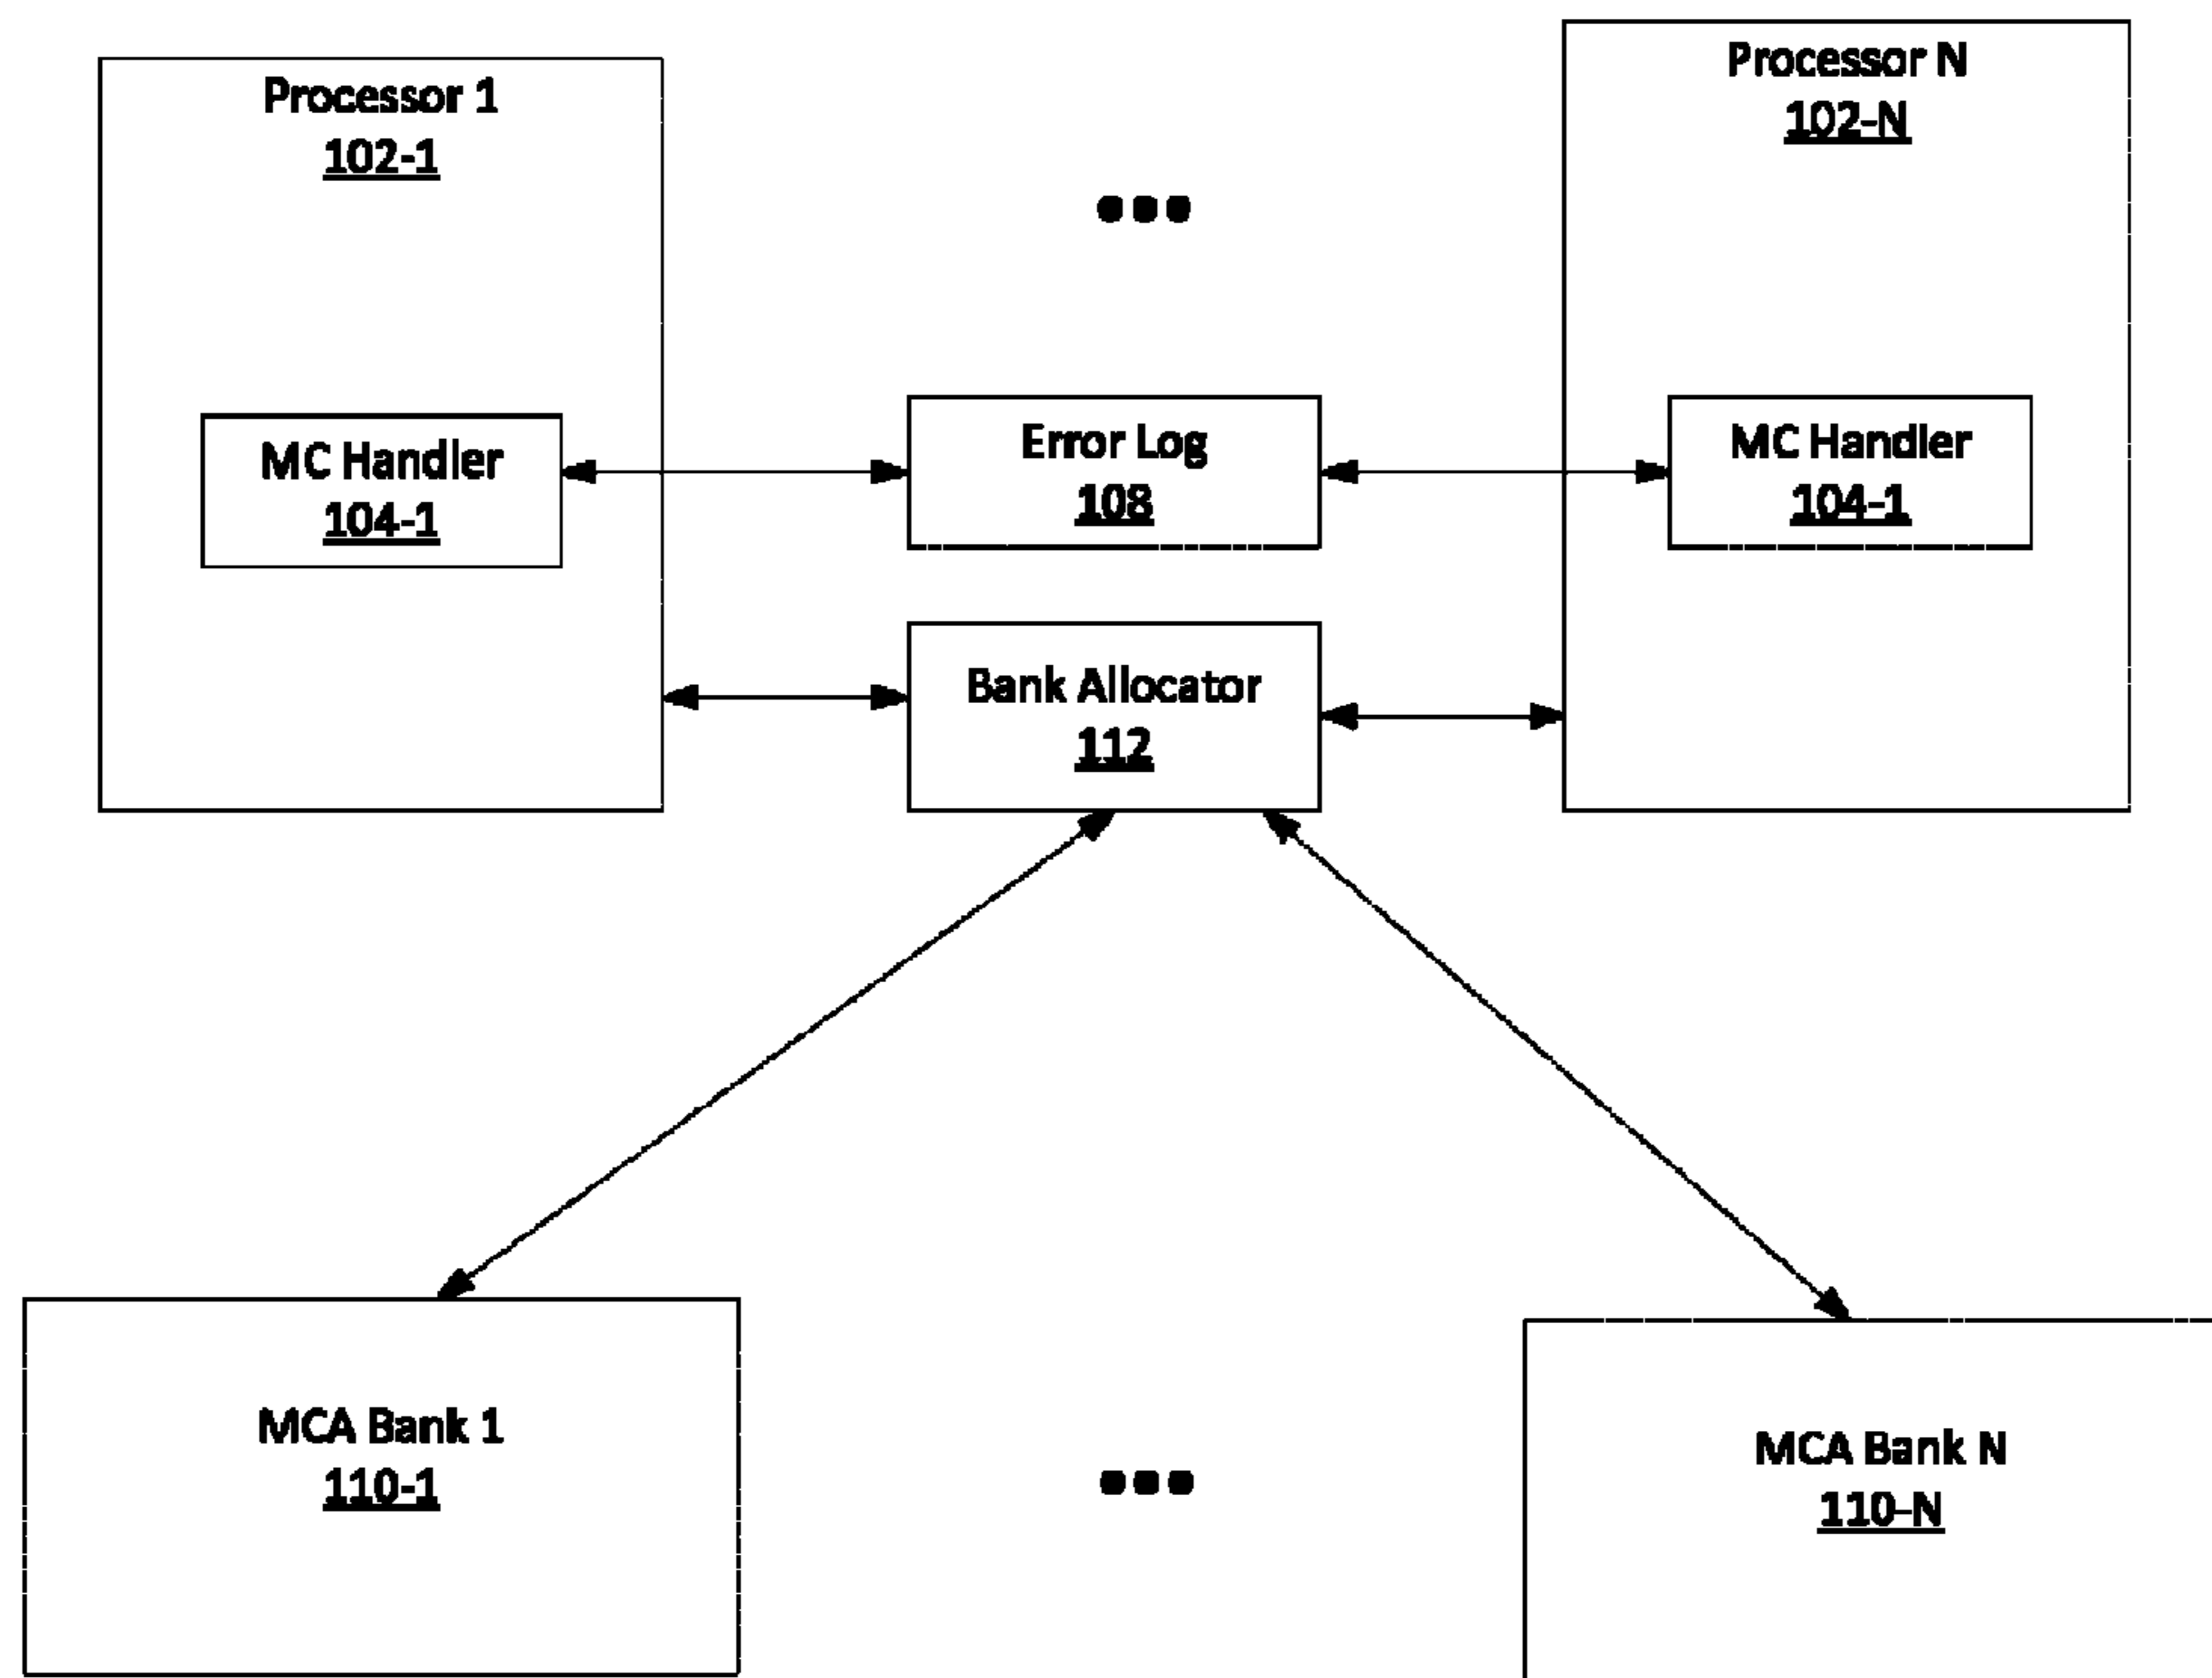 Processor 1
102-1
Processor N
102-N
MC Handler
104-1
Error Log
108
MC Handler
104-1
Bank Allocator
112
MCA Bank 1
110-1
MCA Bank N
110-N